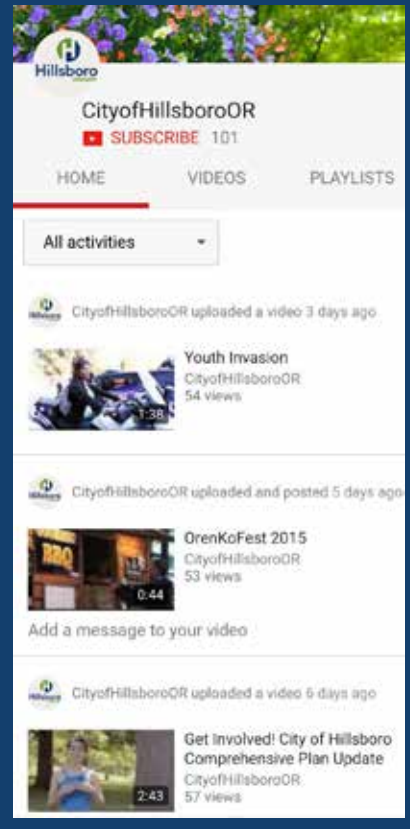 Hillsboro
CityofHillsboroOR
SUBSCRIBE 101
HOME VIDEOS PLAYLISTS
All activities
CityofHillsboroOR uploaded a video 3 days ago
Youth Invasion
CityofHillsboroOR
54 views
1:38
CityofHillsboroOR uploaded and posted 5 days ago
BBQ
OrenKoFest 2015
CityofHillsboroOR
53 views
0:44
Add a message to your video
CityofHillsboroOR uploaded a video 6 days ago
Get Involved! City of Hillsboro
Comprehensive Plan Update
CityofHillsboroOR
57 views
2:43